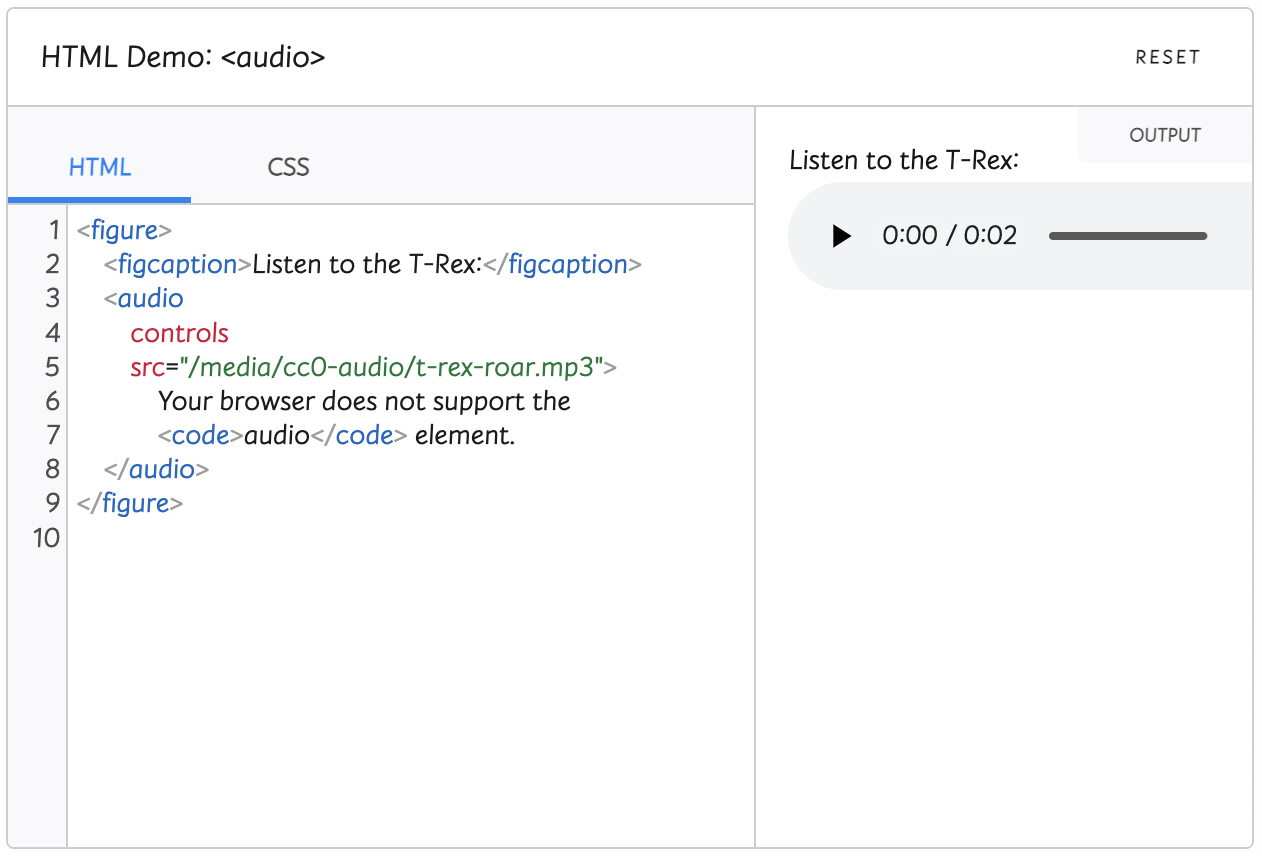 HTML Demo: <audio>
RESET
HTML
CSS
1 <figure>
2 <figcaption>Listen to the T-Rex:</figcaption>
3 <audio
4 controls
5 src="/media/cc0-audio/t-rex-roar.mp3">
6 Your browser does not support the
7 <code>audio</code> element.
8 </audio>
9 </figure>
10
OUTPUT
Listen to the T-Rex:
0:00 / 0:02